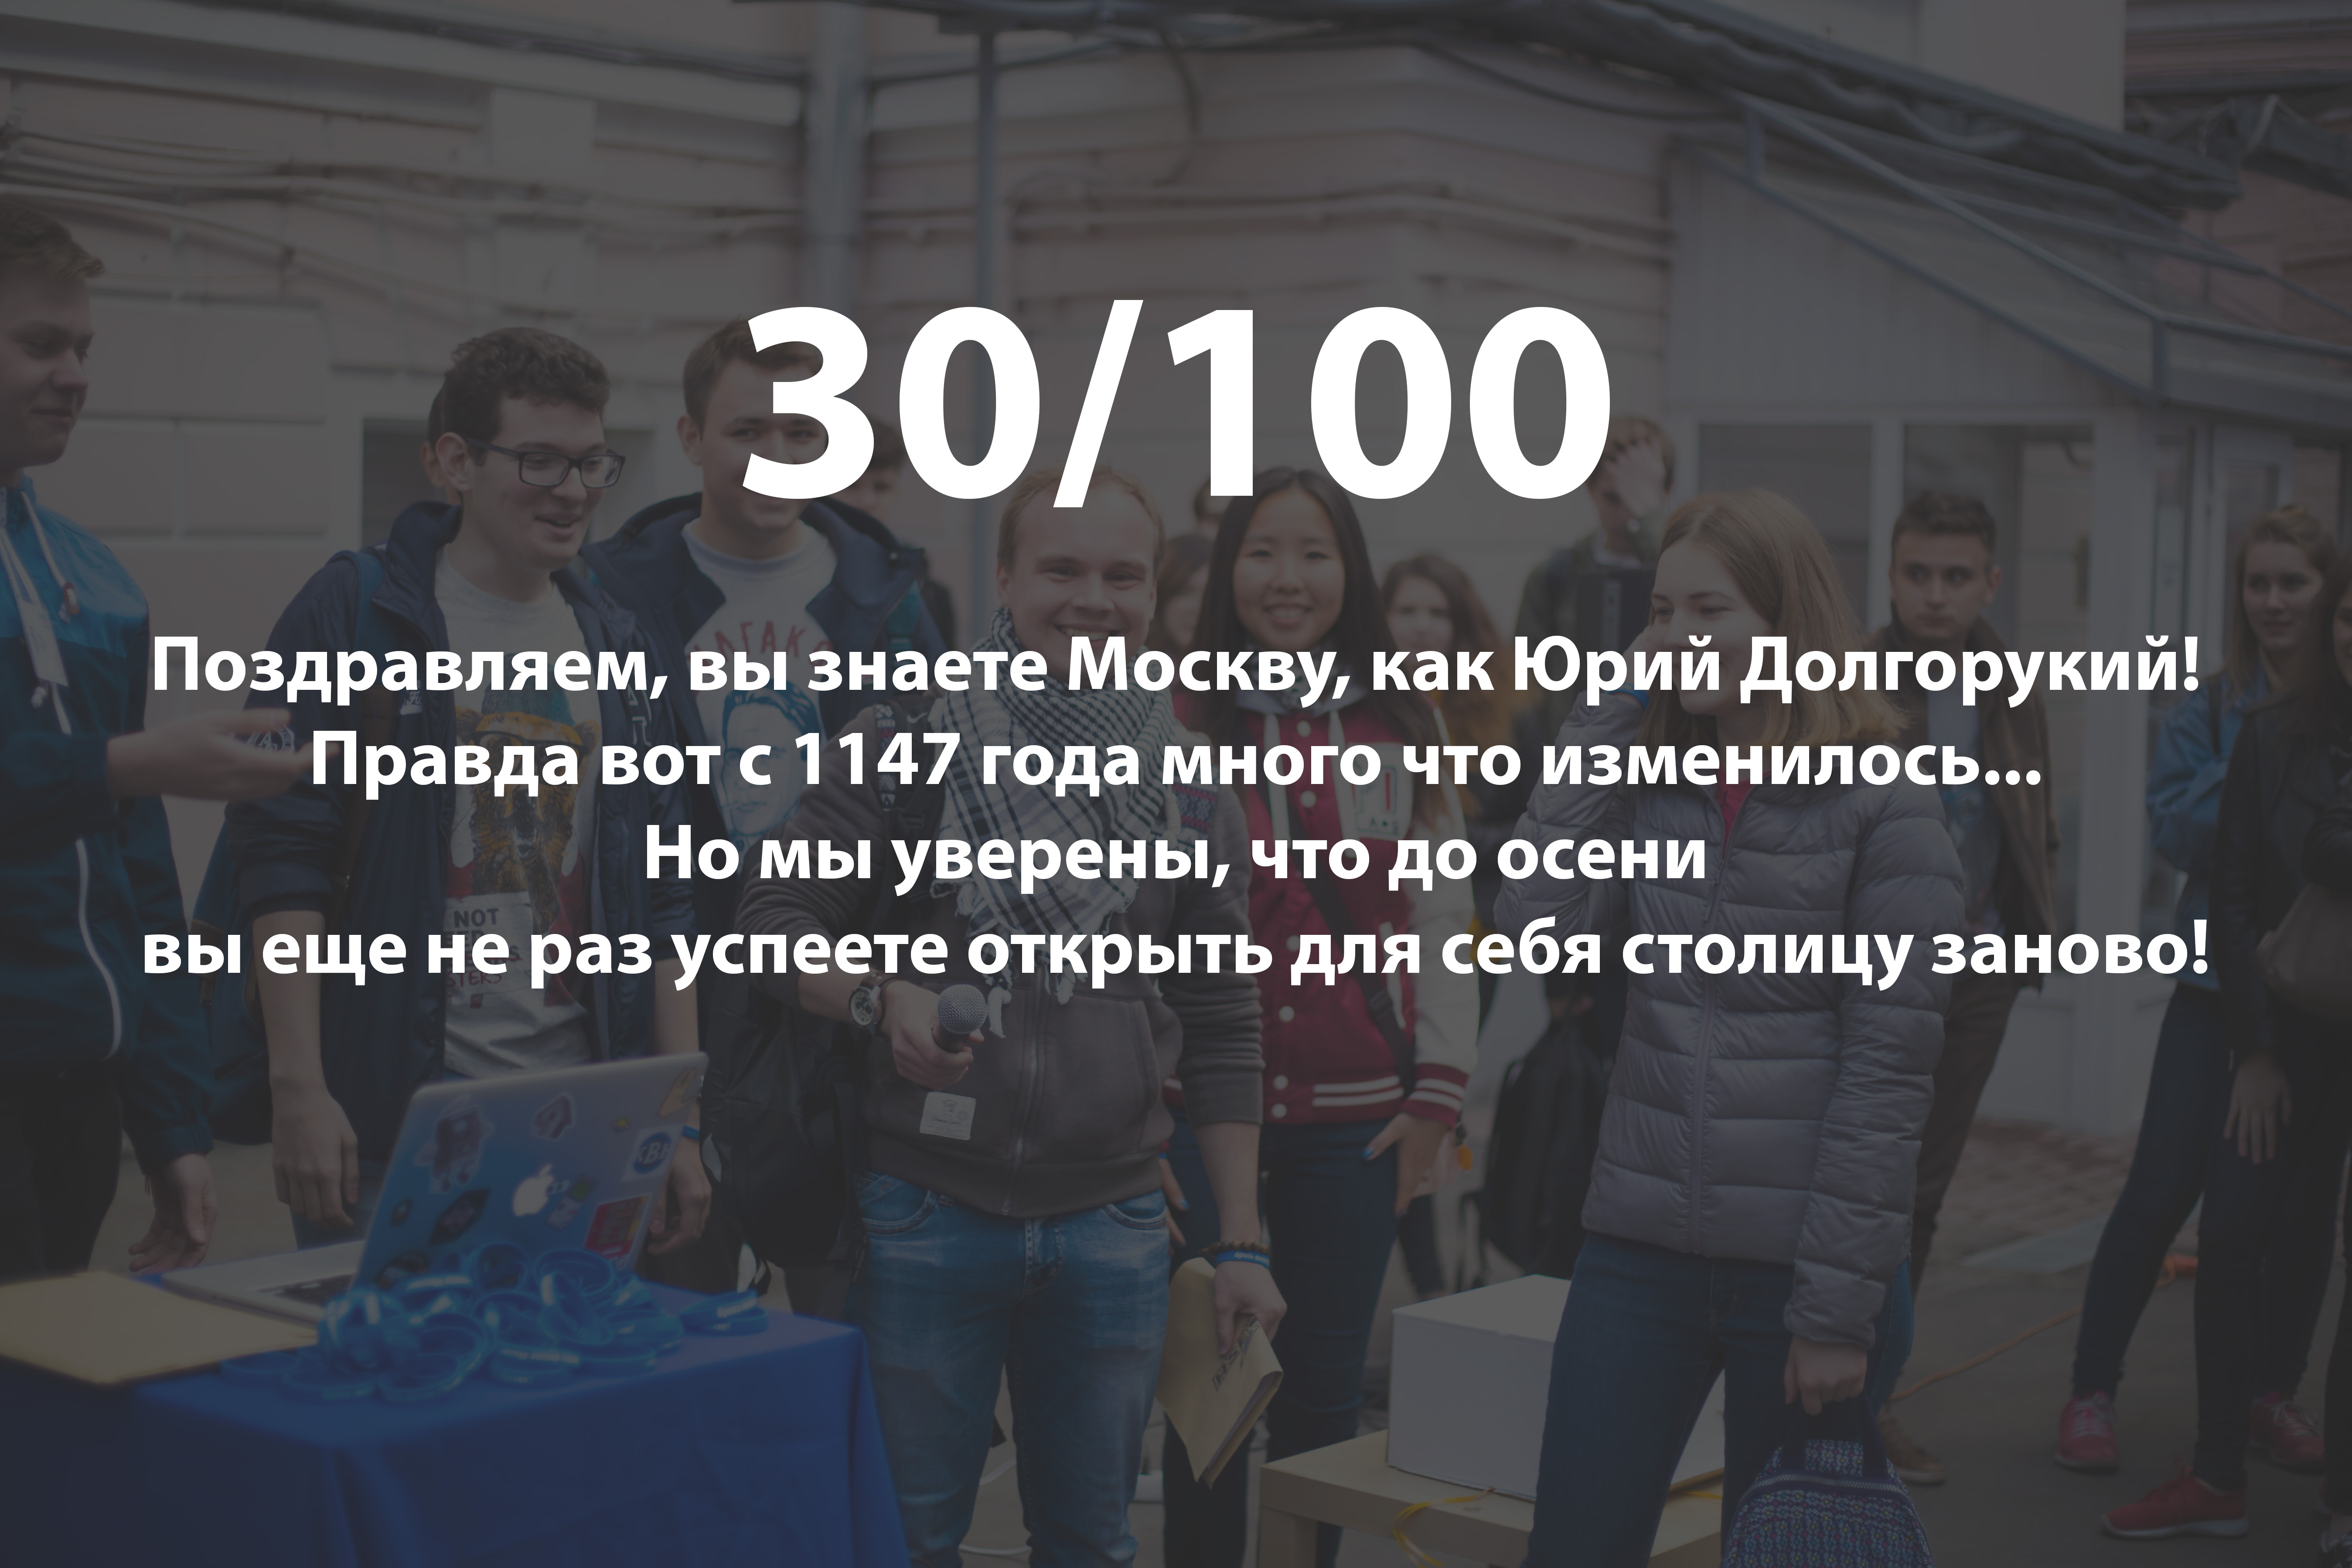 30/100
Поздравляем, вы знаете Москву, как Юрий Долгорукий!
Правда вот с 1147 года много что изменилось...
Но мы уверены, что до осени
вы еще не раз успеете открыть для себя столицу заново!
NOT